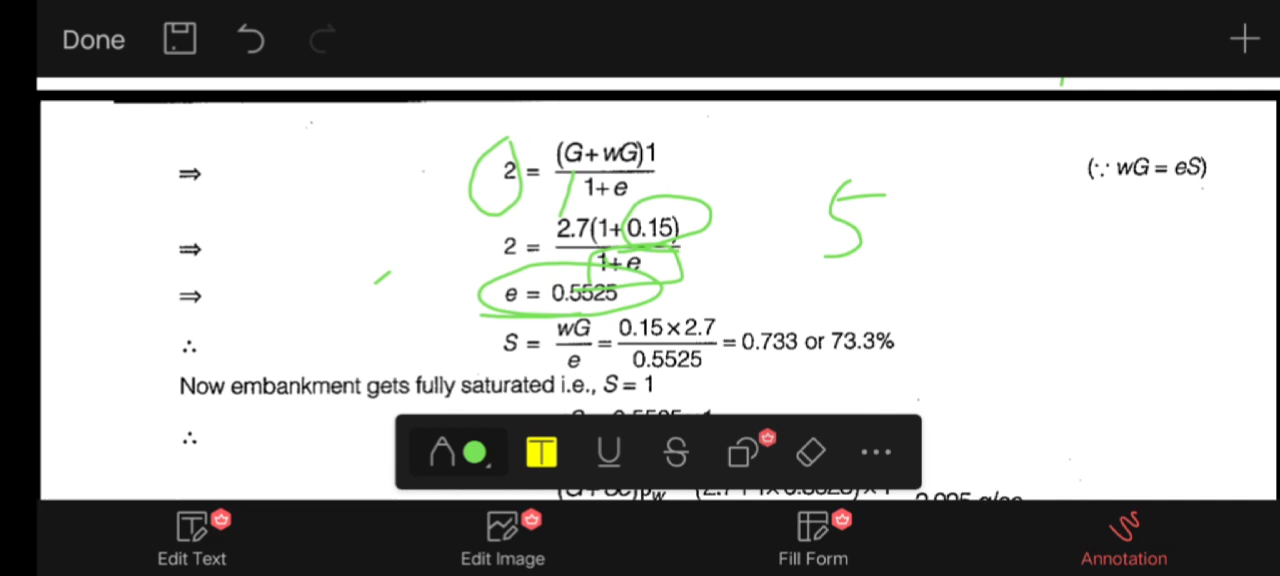 Done
⇒ 2 = (G+wG)1 / 1+e (∵ wG = eS)
5
⇒ 2 = 2.7(1+0.15) / 1+e
⇒ e = 0.5525
∴ S = wG / e = 0.15×2.7 / 0.5525 = 0.733 or 73.3%
Now embankment gets fully saturated i.e., S = 1
∴
T U S
Edit Text Edit Image Fill Form Annotation